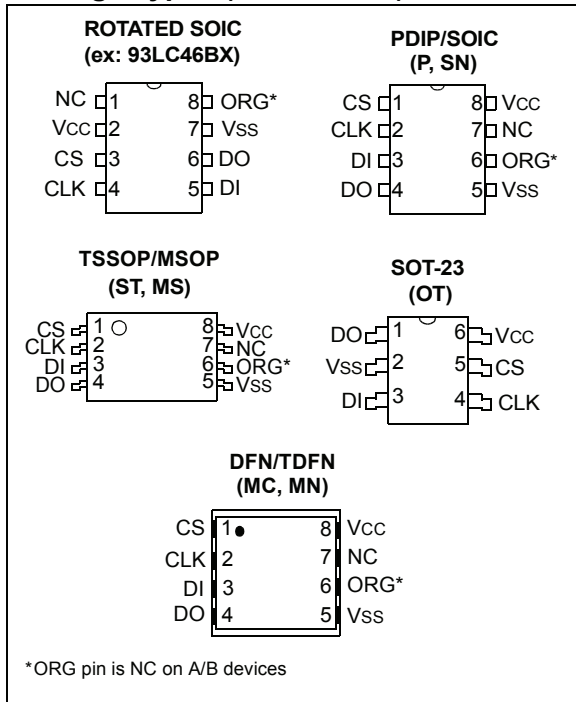 ROTATED SOIC
(ex: 93LC46BX)
NC 1 8 ORG*
VCC 2 7 VSS
CS 3 6 DO
CLK 4 5 DI
PDIP/SOIC
(P, SN)
CS 1 8 VCC
CLK 2 7 NC
DI 3 6 ORG*
DO 4 5 VSS
TSSOP/MSOP
(ST, MS)
CS 1 8 VCC
CLK 2 7 NC
DI 3 6 ORG*
DO 4 5 VSS
SOT-23
(OT)
DO 1 6 VCC
VSS 2 5 CS
DI 3 4 CLK
DFN/TDFN
(MC, MN)
CS 1 8 VCC
CLK 2 7 NC
DI 3 6 ORG*
DO 4 5 VSS
*ORG pin is NC on A/B devices